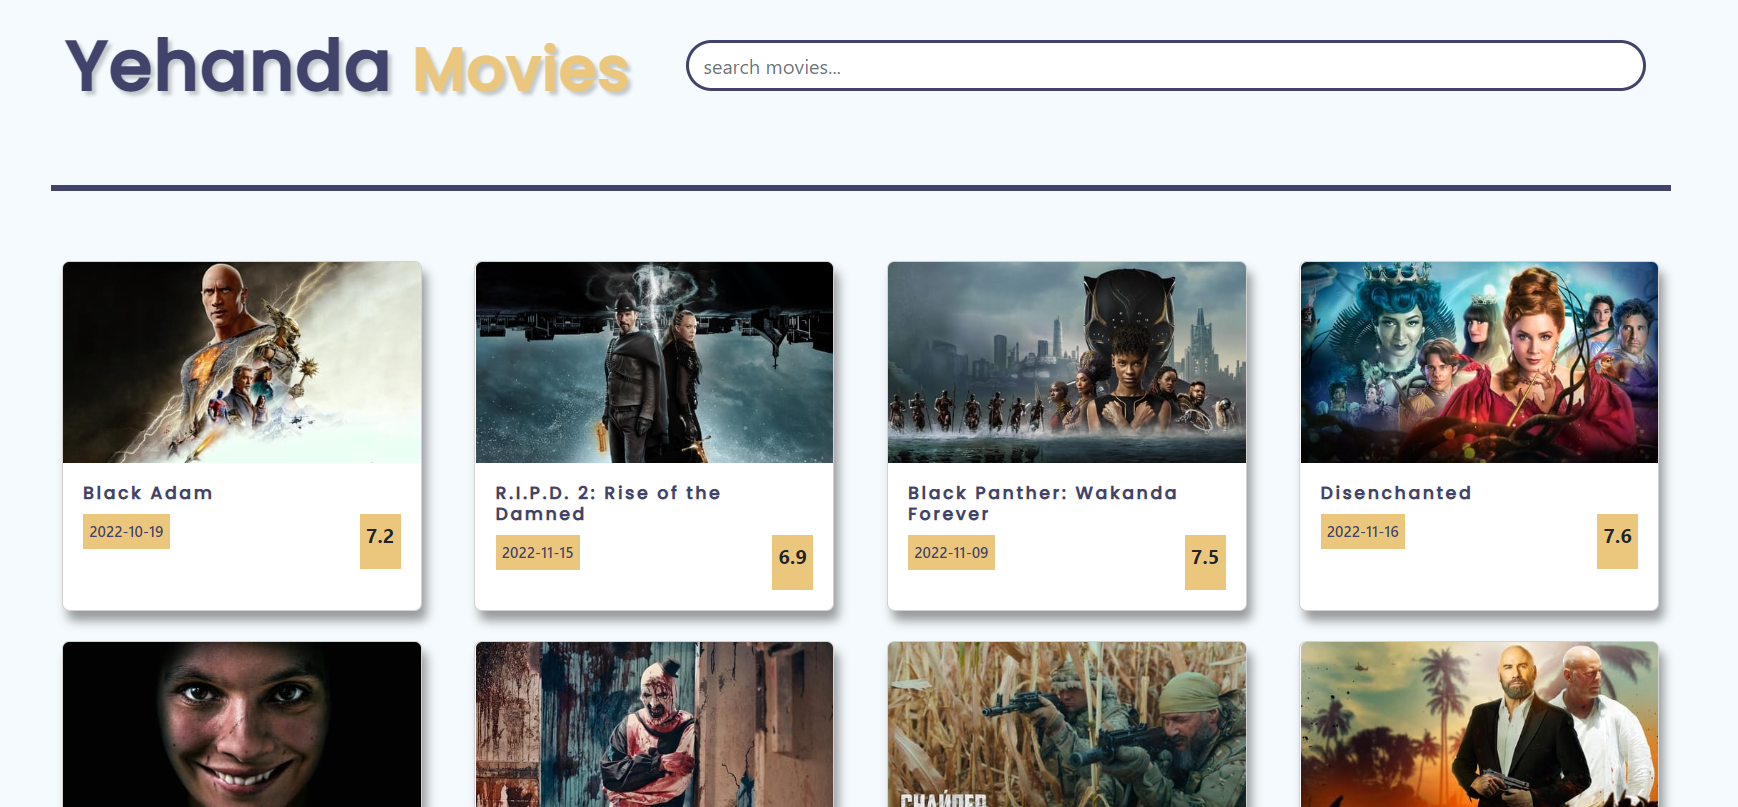 Yehanda Movies
search movies...
Black Adam
2022-10-19
7.2
R.I.P.D. 2: Rise of the
Damned
2022-11-15
6.9
Black Panther: Wakanda
Forever
2022-11-09
7.5
Disenchanted
2022-11-16
7.6
СНАЙПЕР